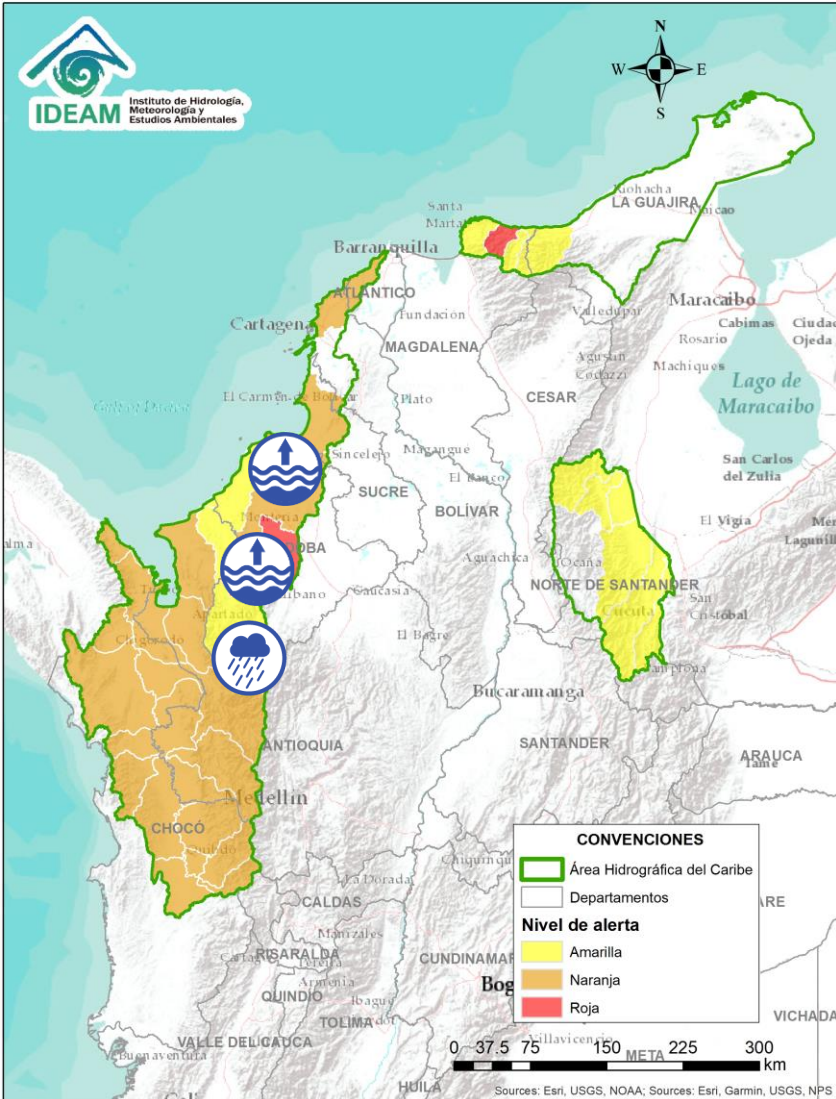 IDEAM
Instituto de Hidrología,
Meteorología y
Estudios Ambientales
N
W
E
S
Riohacha
LA GUAJIRA
Maicao
Santa
Marta
Barranquilla
ATLÁNTICO
Maracaibo
Cabimas
Ciudad
Ojeda
Cartagena
Fundación
Valledupar
Rosario
MAGDALENA
Agustín
Codazzi
Machiques
CESAR
Lago de
Maracaibo
El Carmen de Bolívar
Plato
Sincelejo
Magangué
San Carlos
del Zulia
El Banco
SUCRE
BOLÍVAR
Montería
El Vigía
Aguachica
Ocaña
NORTE DE SANTANDER
San
Cristóbal
Cúcuta
Caucasia
Apartadó
Chigorodó
El Bagre
Bucaramanga
ANTIOQUIA
SANTANDER
ARAUCA
Tame
Medellín
CHOCÓ
Quibdó
La Dorada
CALDAS
Manizales
RISARALDA
Pereira
Armenia
QUINDÍO
Ibagué
TOLIMA
VALLE DEL CAUCA
Buenaventura
Villavicencio
META
VICHADA
HUILA
CONVENCIONES
Área Hidrográfica del Caribe
Departamentos
Nivel de alerta
Amarilla
Naranja
Roja
0 37.5 75 150 225 300
km
Sources: Esri, USGS, NOAA; Sources: Esri, Garmin, USGS, NPS